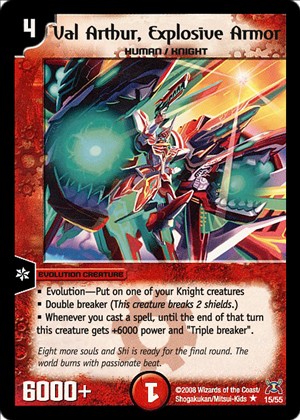 4 Val Arthur, Explosive Armor
HUMAN / KNIGHT
EVOLUTION CREATURE
▪ Evolution—Put on one of your Knight creatures
▪ Double breaker (This creature breaks 2 shields.)
▪ Whenever you cast a spell, until the end of that turn
this creature gets +6000 power and "Triple breaker".
Eight more souls and Shi is ready for the final round. The
world burns with passionate beat.
6000+
1
©2008 Wizards of the Coast/
Shogakukan/Mitsui-Kids ★ 15/55